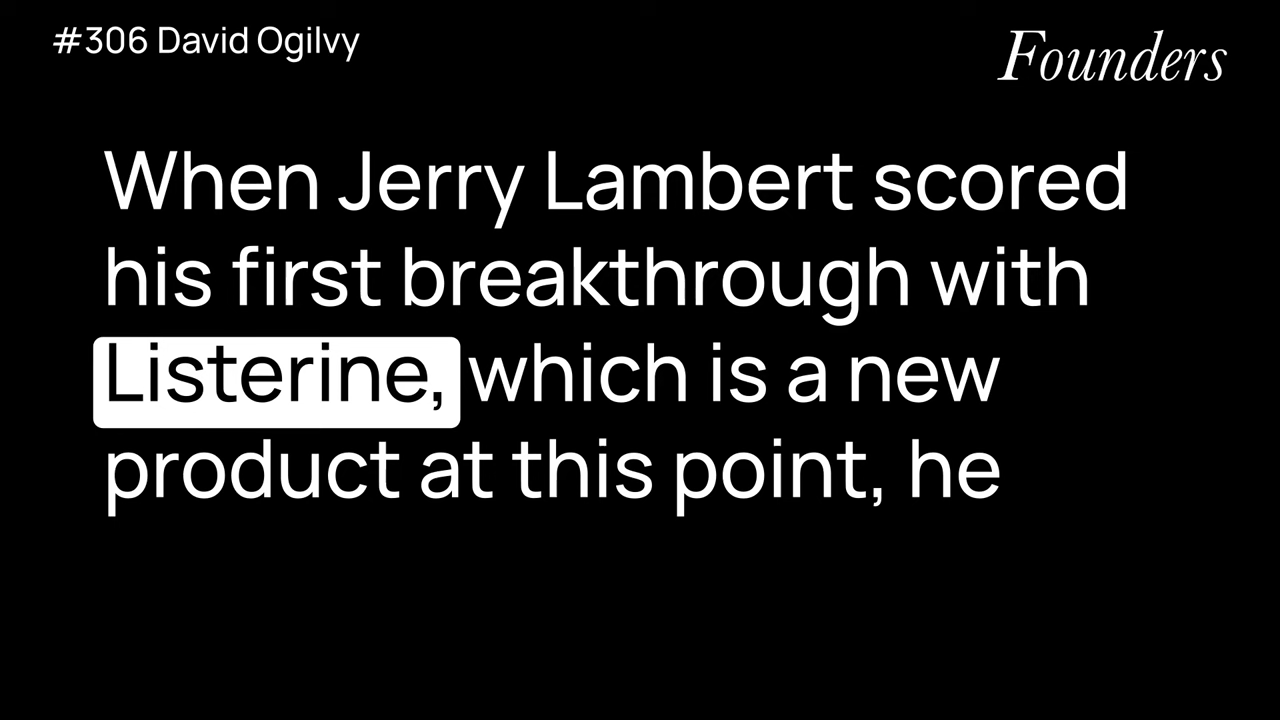 #306 David Ogilvy
Founders
When Jerry Lambert scored
his first breakthrough with
Listerine, which is a new
product at this point, he